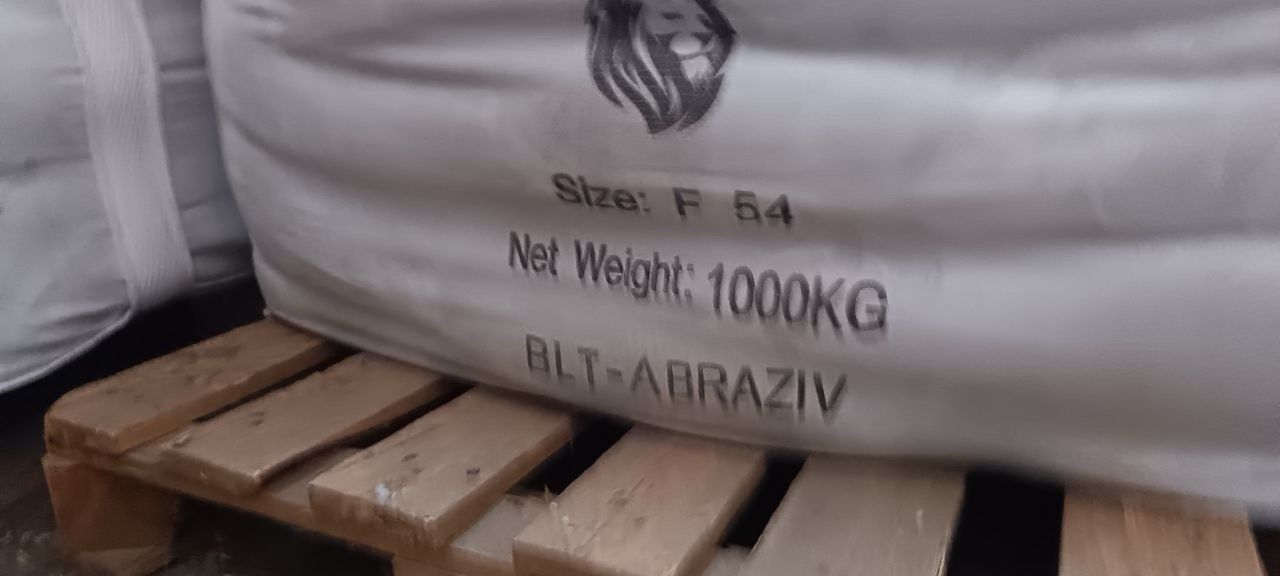 Size: F 54
Net Weight: 1000KG
BLT-ABRAZIV